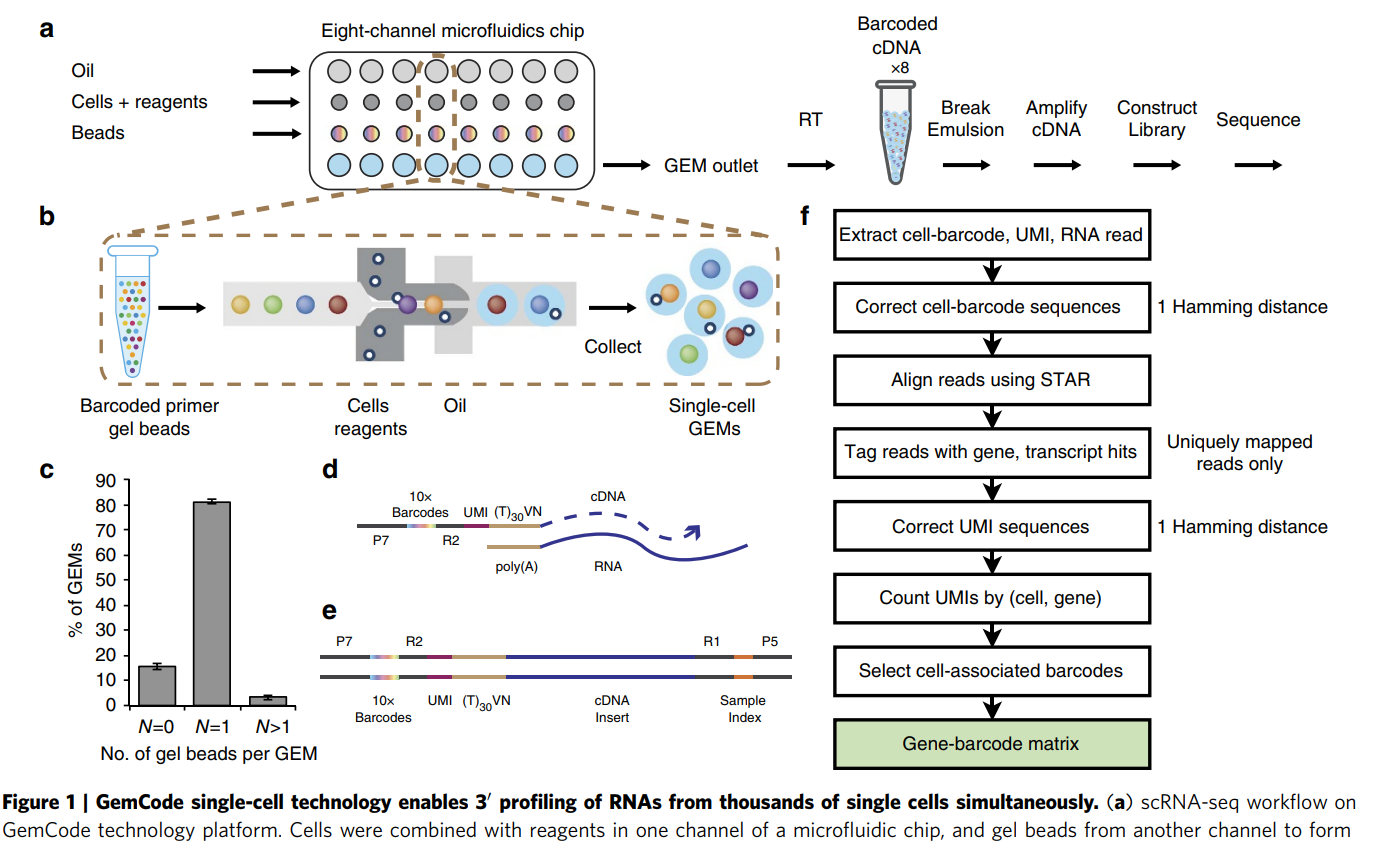 a
Eight-channel microfluidics chip
Oil
Cells + reagents
Beads
GEM outlet
RT
Barcoded
cDNA
×8
Break
Emulsion
Amplify
cDNA
Construct
Library
Sequence
b
Collect
Barcoded primer
gel beads
Cells
reagents
Oil
Single-cell
GEMs
c
% of GEMs
90
80
70
60
50
40
30
20
10
0
N=0 N=1 N>1
No. of gel beads per GEM
d
10×
Barcodes UMI (T)30VN
cDNA
P7 R2
poly(A)
RNA
e
P7 R2 R1 P5
10×
Barcodes
UMI (T)30VN
cDNA
Insert
Sample
Index
f
Extract cell-barcode, UMI, RNA read
Correct cell-barcode sequences
1 Hamming distance
Align reads using STAR
Tag reads with gene, transcript hits
Uniquely mapped
reads only
Correct UMI sequences
1 Hamming distance
Count UMIs by (cell, gene)
Select cell-associated barcodes
Gene-barcode matrix
Figure 1 | GemCode single-cell technology enables 3′ profiling of RNAs from thousands of single cells simultaneously. (a) scRNA-seq workflow on
GemCode technology platform. Cells were combined with reagents in one channel of a microfluidic chip, and gel beads from another channel to form